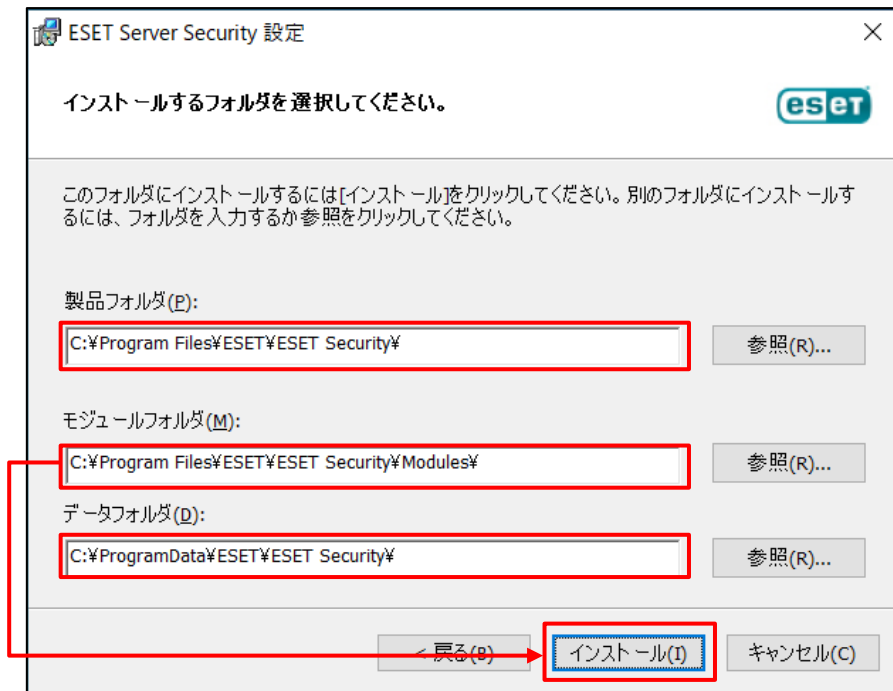 ESET Server Security 設定
インストールするフォルダを選択してください。
eset
このフォルダにインストールするには[インストール]をクリックしてください。別のフォルダにインストールす
るには、フォルダを入力するか参照をクリックしてください。
製品フォルダ(P):
C:¥Program Files¥ESET¥ESET Security¥
参照(R)...
モジュールフォルダ(M):
C:¥Program Files¥ESET¥ESET Security¥Modules¥
参照(R)...
データフォルダ(D):
C:¥ProgramData¥ESET¥ESET Security¥
参照(R)...
< 戻る(B)
インストール(I)
キャンセル(C)